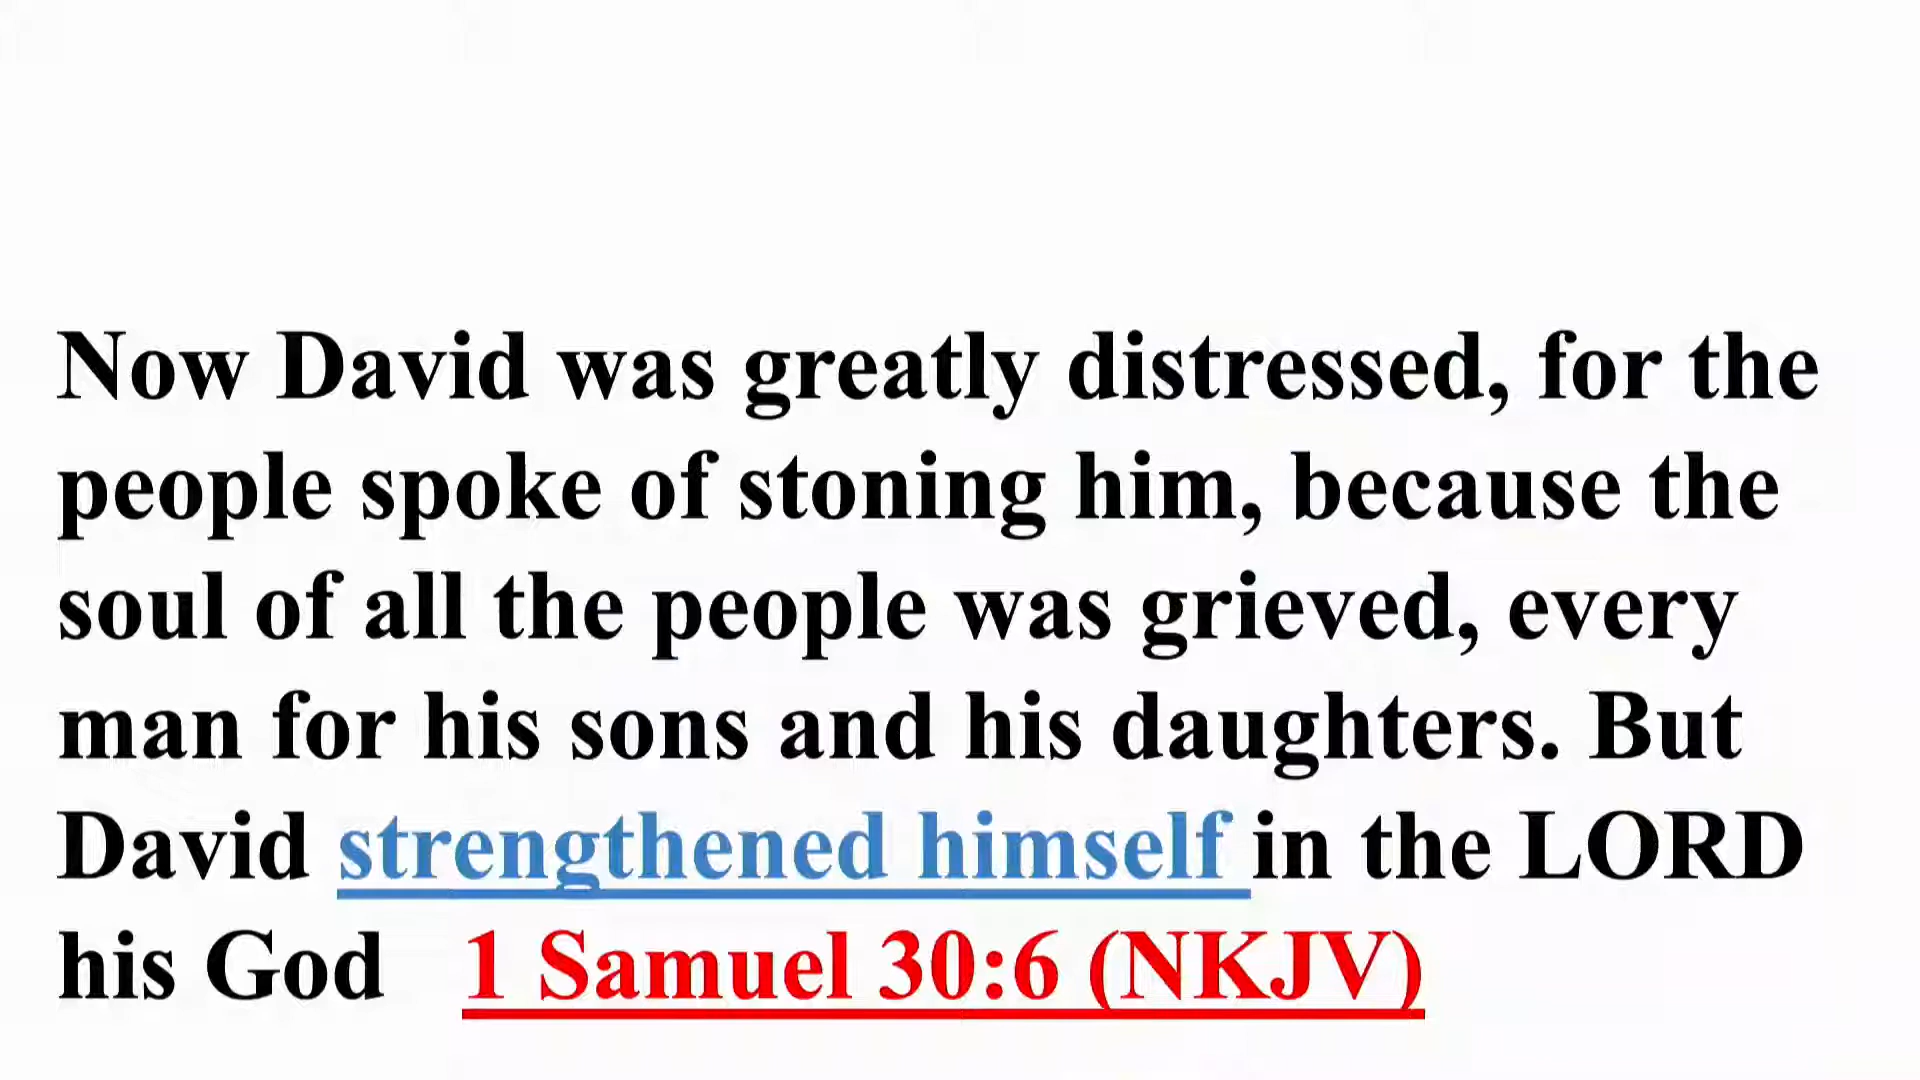 Now David was greatly distressed, for the
people spoke of stoning him, because the
soul of all the people was grieved, every
man for his sons and his daughters. But
David strengthened himself in the LORD
his God 1 Samuel 30:6 (NKJV)